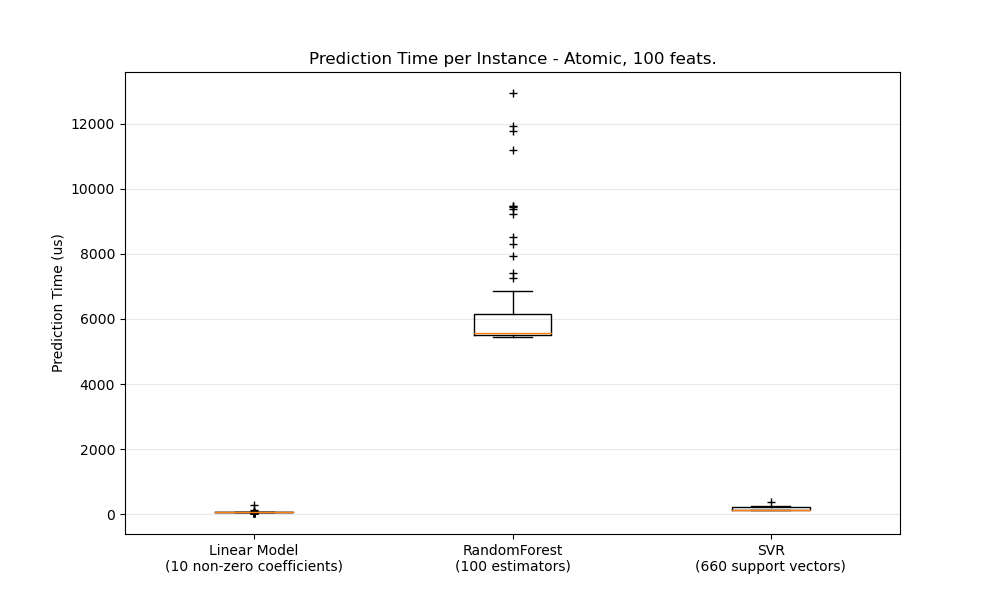 Prediction Time per Instance - Atomic, 100 feats.
Prediction Time (us)
12000
10000
8000
6000
4000
2000
0
Linear Model
(10 non-zero coefficients)
RandomForest
(100 estimators)
SVR
(660 support vectors)